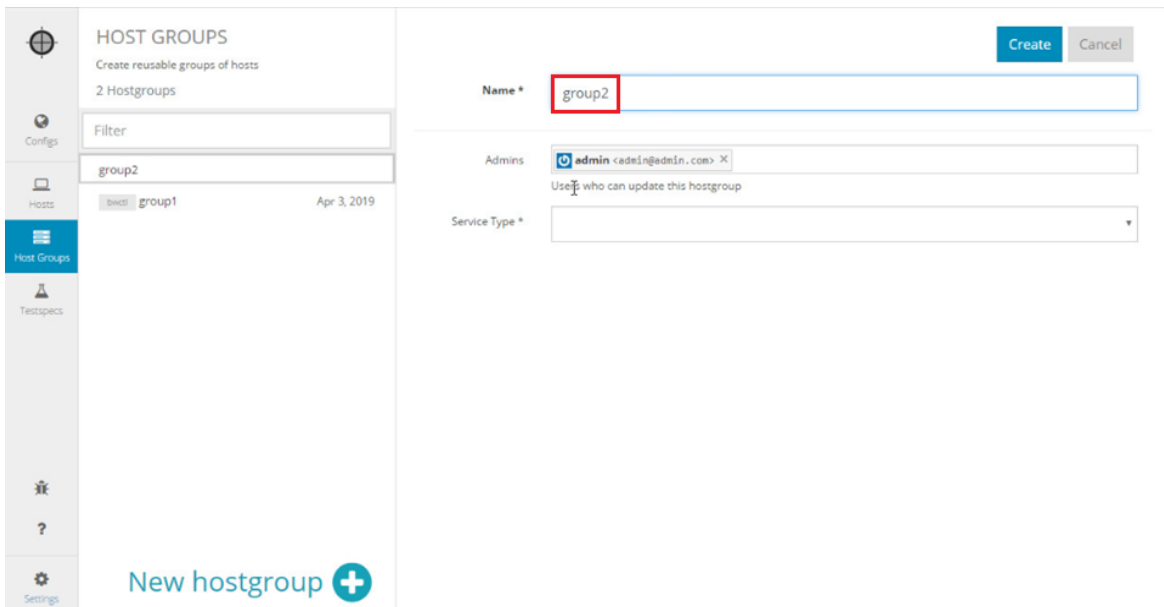 HOST GROUPS
Create reusable groups of hosts
2 Hostgroups
Filter
group2
bwctl group1 Apr 3, 2019
Configs
Hosts
Host Groups
Testspecs
?
Settings
New hostgroup
Create Cancel
Name * group2
Admins admin <admin@admin.com> ×
Users who can update this hostgroup
Service Type *